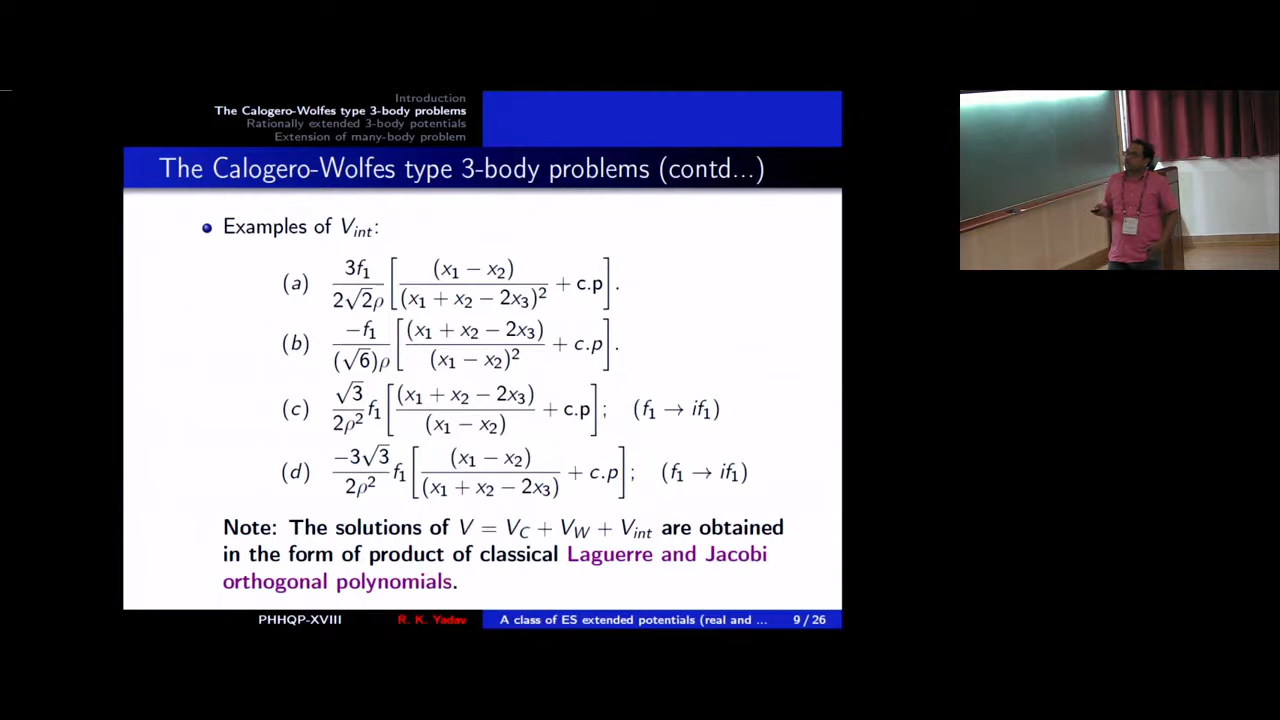 Introduction
The Calogero-Wolfes type 3-body problems
Rationally extended 3-body potentials
Extension of many-body problem
The Calogero-Wolfes type 3-body problems (contd...)
Examples of V_int:
(a) 3f₁/(2√2ρ) [(x₁ − x₂)/(x₁ + x₂ − 2x₃)² + c.p].
(b) −f₁/((√6)ρ) [(x₁ + x₂ − 2x₃)/(x₁ − x₂)² + c.p].
(c) √3/(2ρ²) f₁ [(x₁ + x₂ − 2x₃)/(x₁ − x₂) + c.p]; (f₁ → if₁)
(d) −3√3/(2ρ²) f₁ [(x₁ − x₂)/(x₁ + x₂ − 2x₃) + c.p]; (f₁ → if₁)
Note: The solutions of V = V_C + V_W + V_int are obtained
in the form of product of classical Laguerre and Jacobi
orthogonal polynomials.
PHHQP-XVIII R. K. Yadav A class of ES extended potentials (real and ... 9 / 26